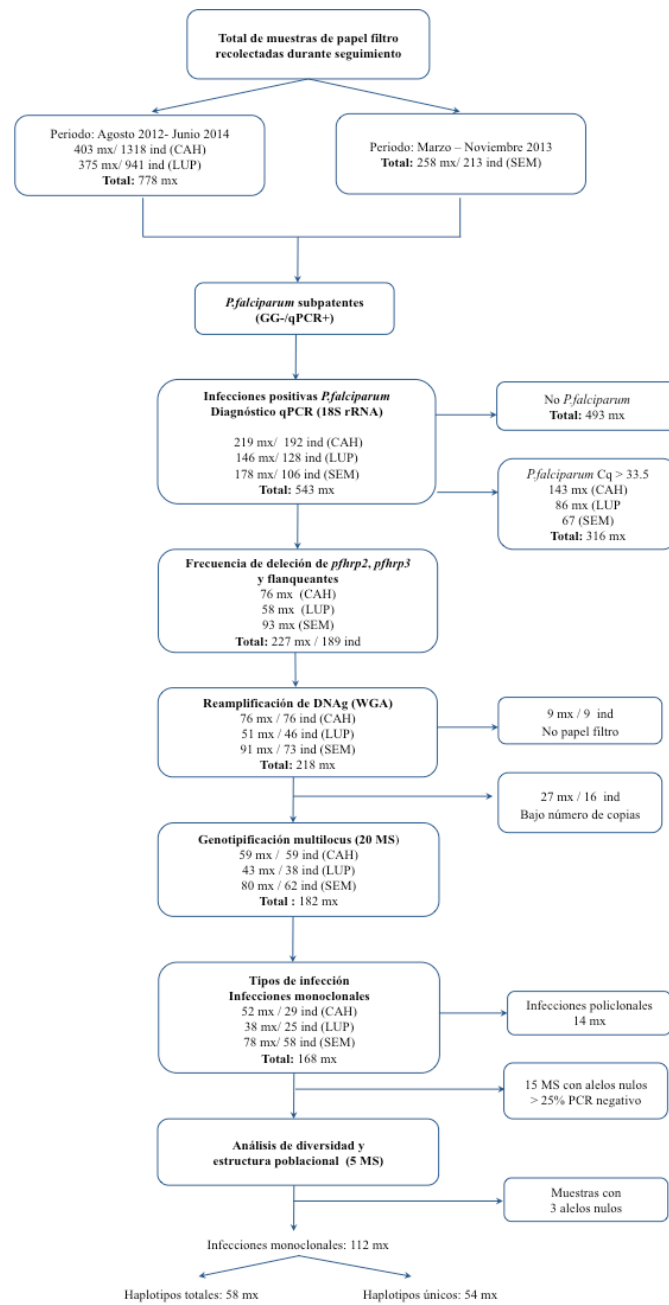 Total de muestras de papel filtro
recolectadas durante seguimiento
Periodo: Agosto 2012- Junio 2014
403 mx/ 1318 ind (CAH)
375 mx/ 941 ind (LUP)
Total: 778 mx
Periodo: Marzo – Noviembre 2013
Total: 258 mx/ 213 ind (SEM)
P.falciparum subpatentes
(GG-/qPCR+)
Infecciones positivas P.falciparum
Diagnóstico qPCR (18S rRNA)
219 mx/ 192 ind (CAH)
146 mx/ 128 ind (LUP)
178 mx/ 106 ind (SEM)
Total: 543 mx
No P.falciparum
Total: 493 mx
P.falciparum Cq > 33.5
143 mx (CAH)
86 mx (LUP
67 (SEM)
Total: 316 mx
Frecuencia de deleción de pfhrp2, pfhrp3
y flanqueantes
76 mx (CAH)
58 mx (LUP)
93 mx (SEM)
Total: 227 mx / 189 ind
Reamplificación de DNAg (WGA)
76 mx / 76 ind (CAH)
51 mx / 46 ind (LUP)
91 mx / 73 ind (SEM)
Total: 218 mx
9 mx / 9 ind
No papel filtro
27 mx / 16 ind
Bajo número de copias
Genotipificación multilocus (20 MS)
59 mx / 59 ind (CAH)
43 mx / 38 ind (LUP)
80 mx / 62 ind (SEM)
Total : 182 mx
Tipos de infección
Infecciones monoclonales
52 mx / 29 ind (CAH)
38 mx/ 25 ind (LUP)
78 mx/ 58 ind (SEM)
Total: 168 mx
Infecciones policlonales
14 mx
15 MS con alelos nulos
> 25% PCR negativo
Análisis de diversidad y
estructura poblacional (5 MS)
Muestras con
3 alelos nulos
Infecciones monoclonales: 112 mx
Haplotipos totales: 58 mx
Haplotipos únicos: 54 mx